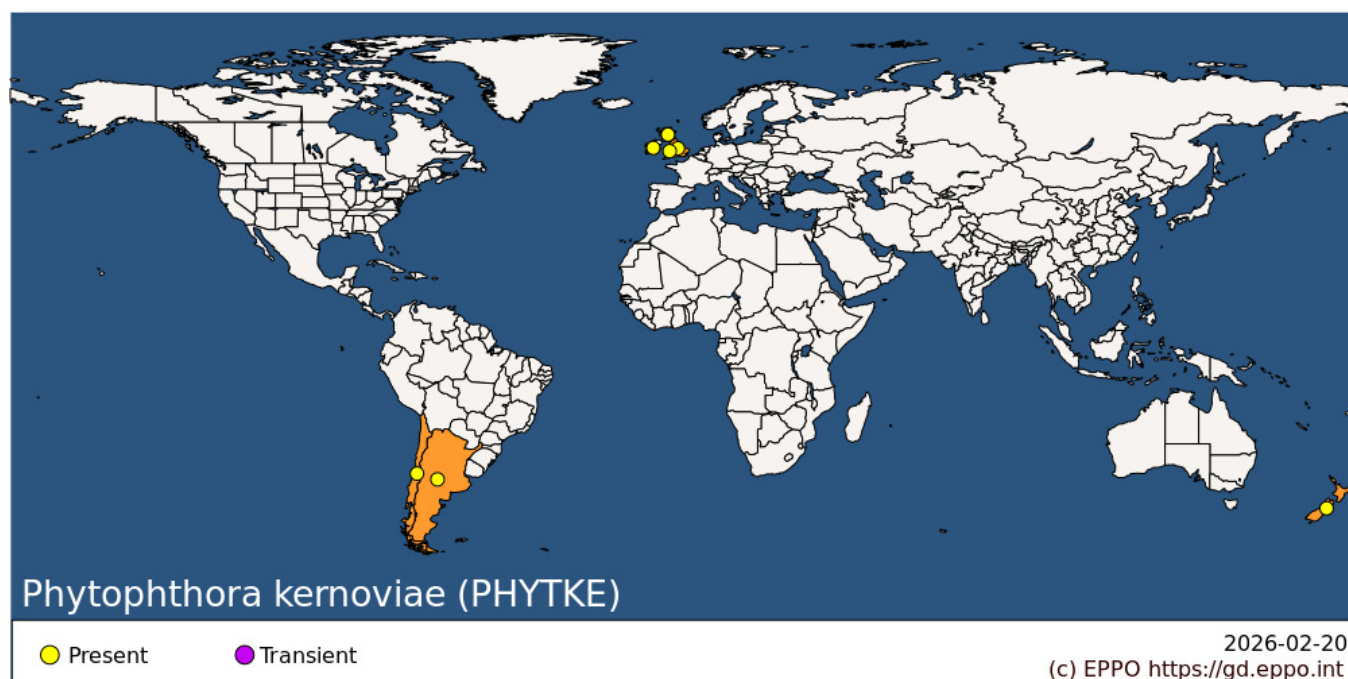 Phytophthora kernoviae (PHYTKE)
Present
Transient
2026-02-20
(c) EPPO https://gd.eppo.int